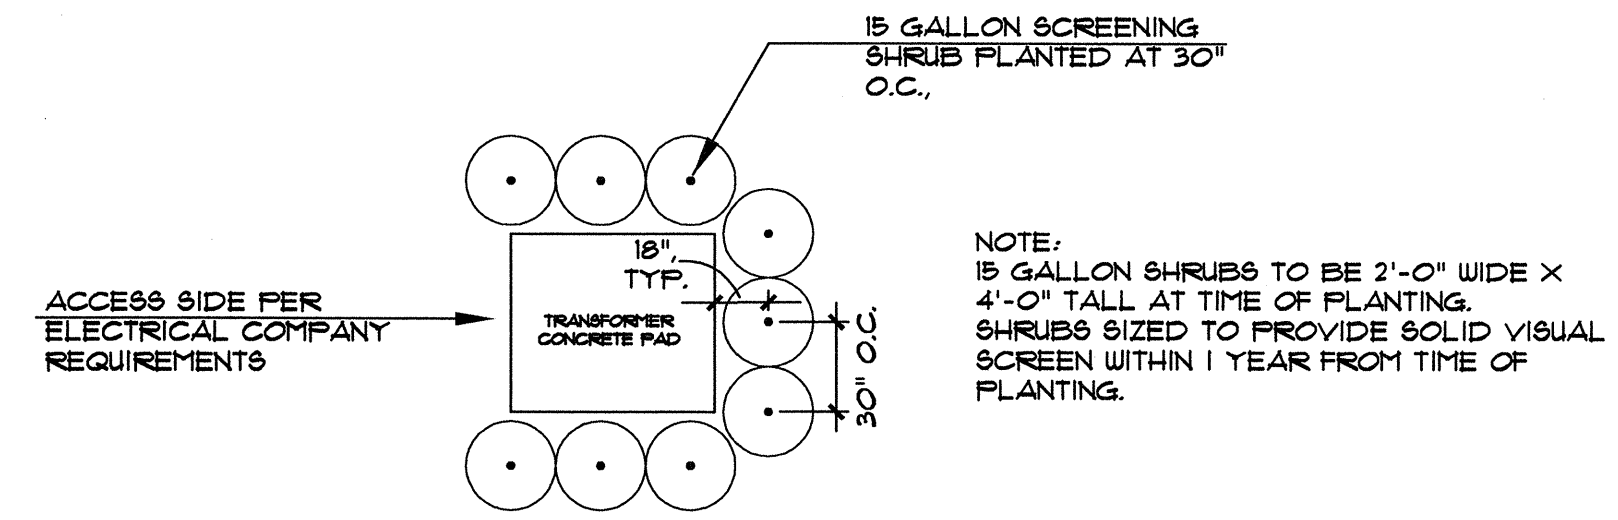 15 GALLON SCREENING
SHRUB PLANTED AT 30"
O.C.,
18",
TYP.
ACCESS SIDE PER
ELECTRICAL COMPANY
REQUIREMENTS
TRANSFORMER
CONCRETE PAD
30" O.C.
NOTE:
15 GALLON SHRUBS TO BE 2'-0" WIDE X
4'-0" TALL AT TIME OF PLANTING.
SHRUBS SIZED TO PROVIDE SOLID VISUAL
SCREEN WITHIN 1 YEAR FROM TIME OF
PLANTING.